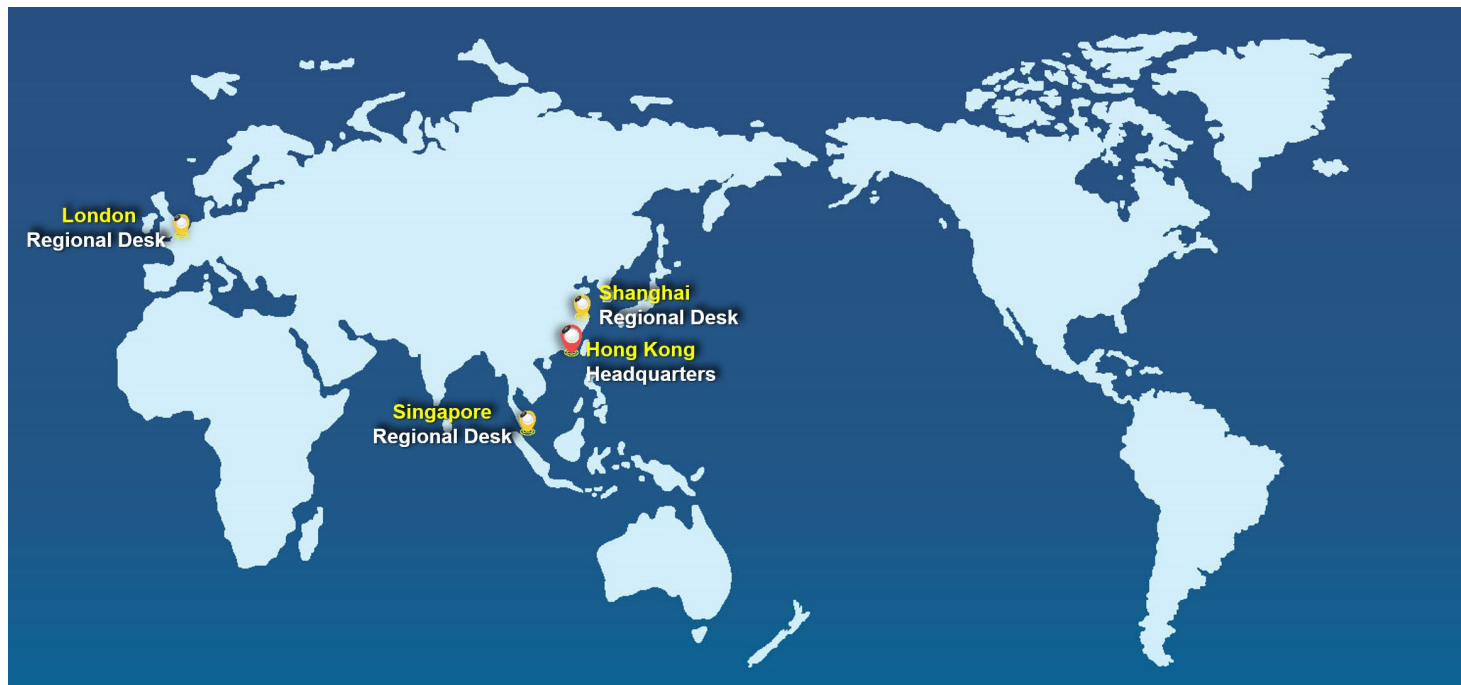 London
Regional Desk
Shanghai
Regional Desk
Hong Kong
Headquarters
Singapore
Regional Desk